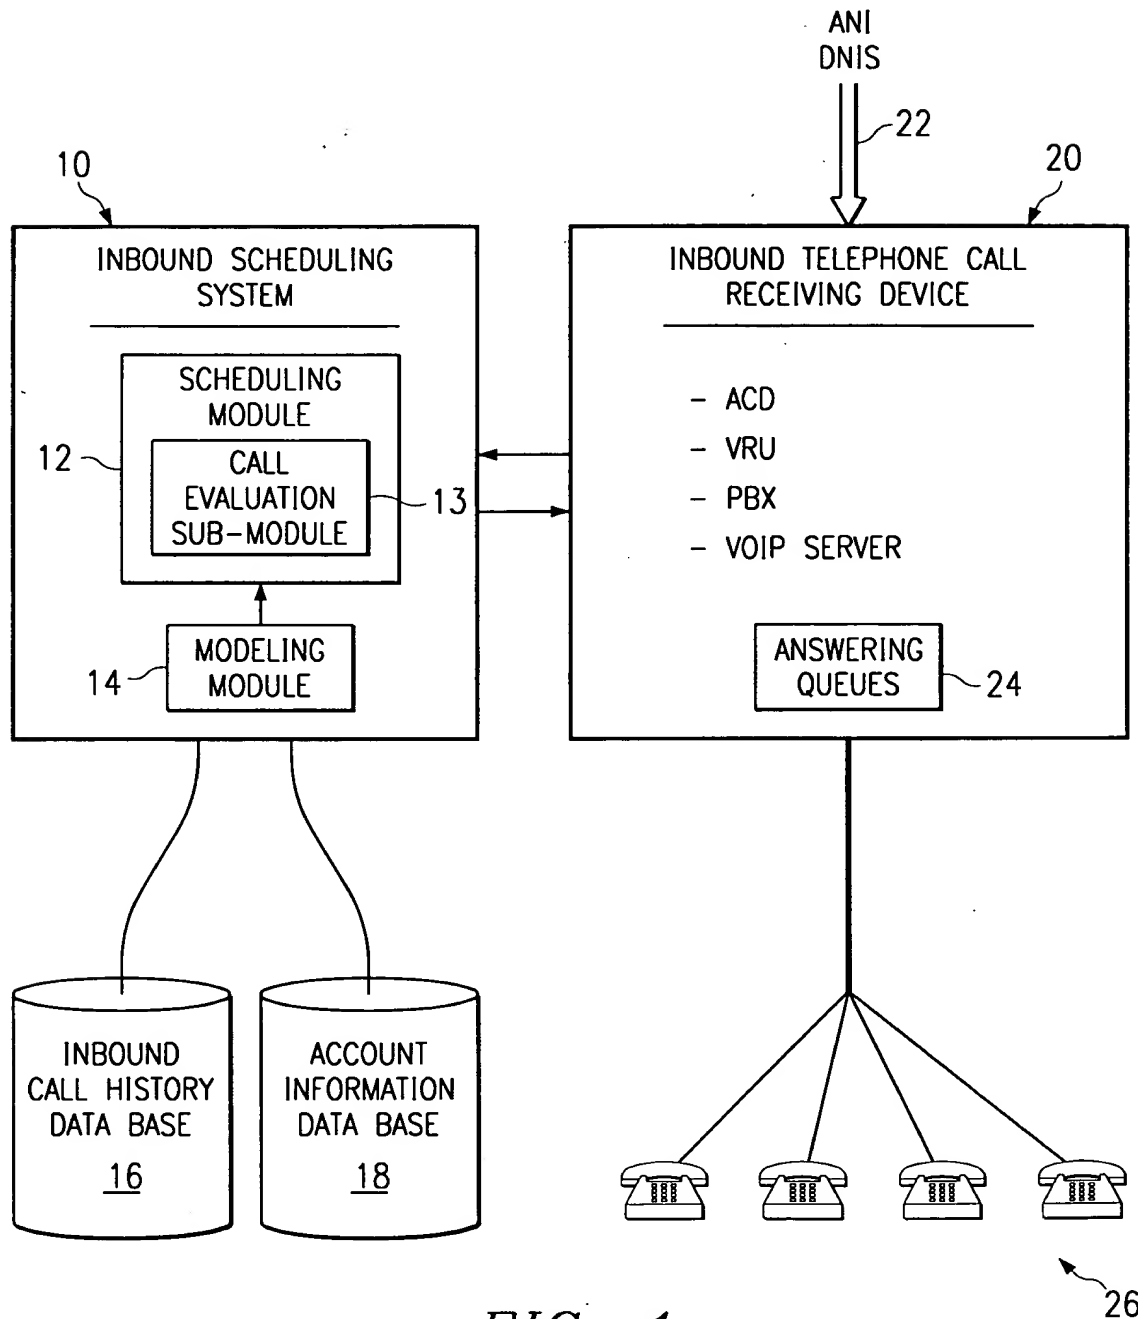 ANI
DNIS
22
10
20
INBOUND SCHEDULING
SYSTEM
INBOUND TELEPHONE CALL
RECEIVING DEVICE
SCHEDULING
MODULE
12
CALL
EVALUATION
SUB-MODULE
13
- ACD
- VRU
- PBX
- VOIP SERVER
MODELING
MODULE
14
ANSWERING
QUEUES
24
INBOUND
CALL HISTORY
DATA BASE
16
ACCOUNT
INFORMATION
DATA BASE
18
26